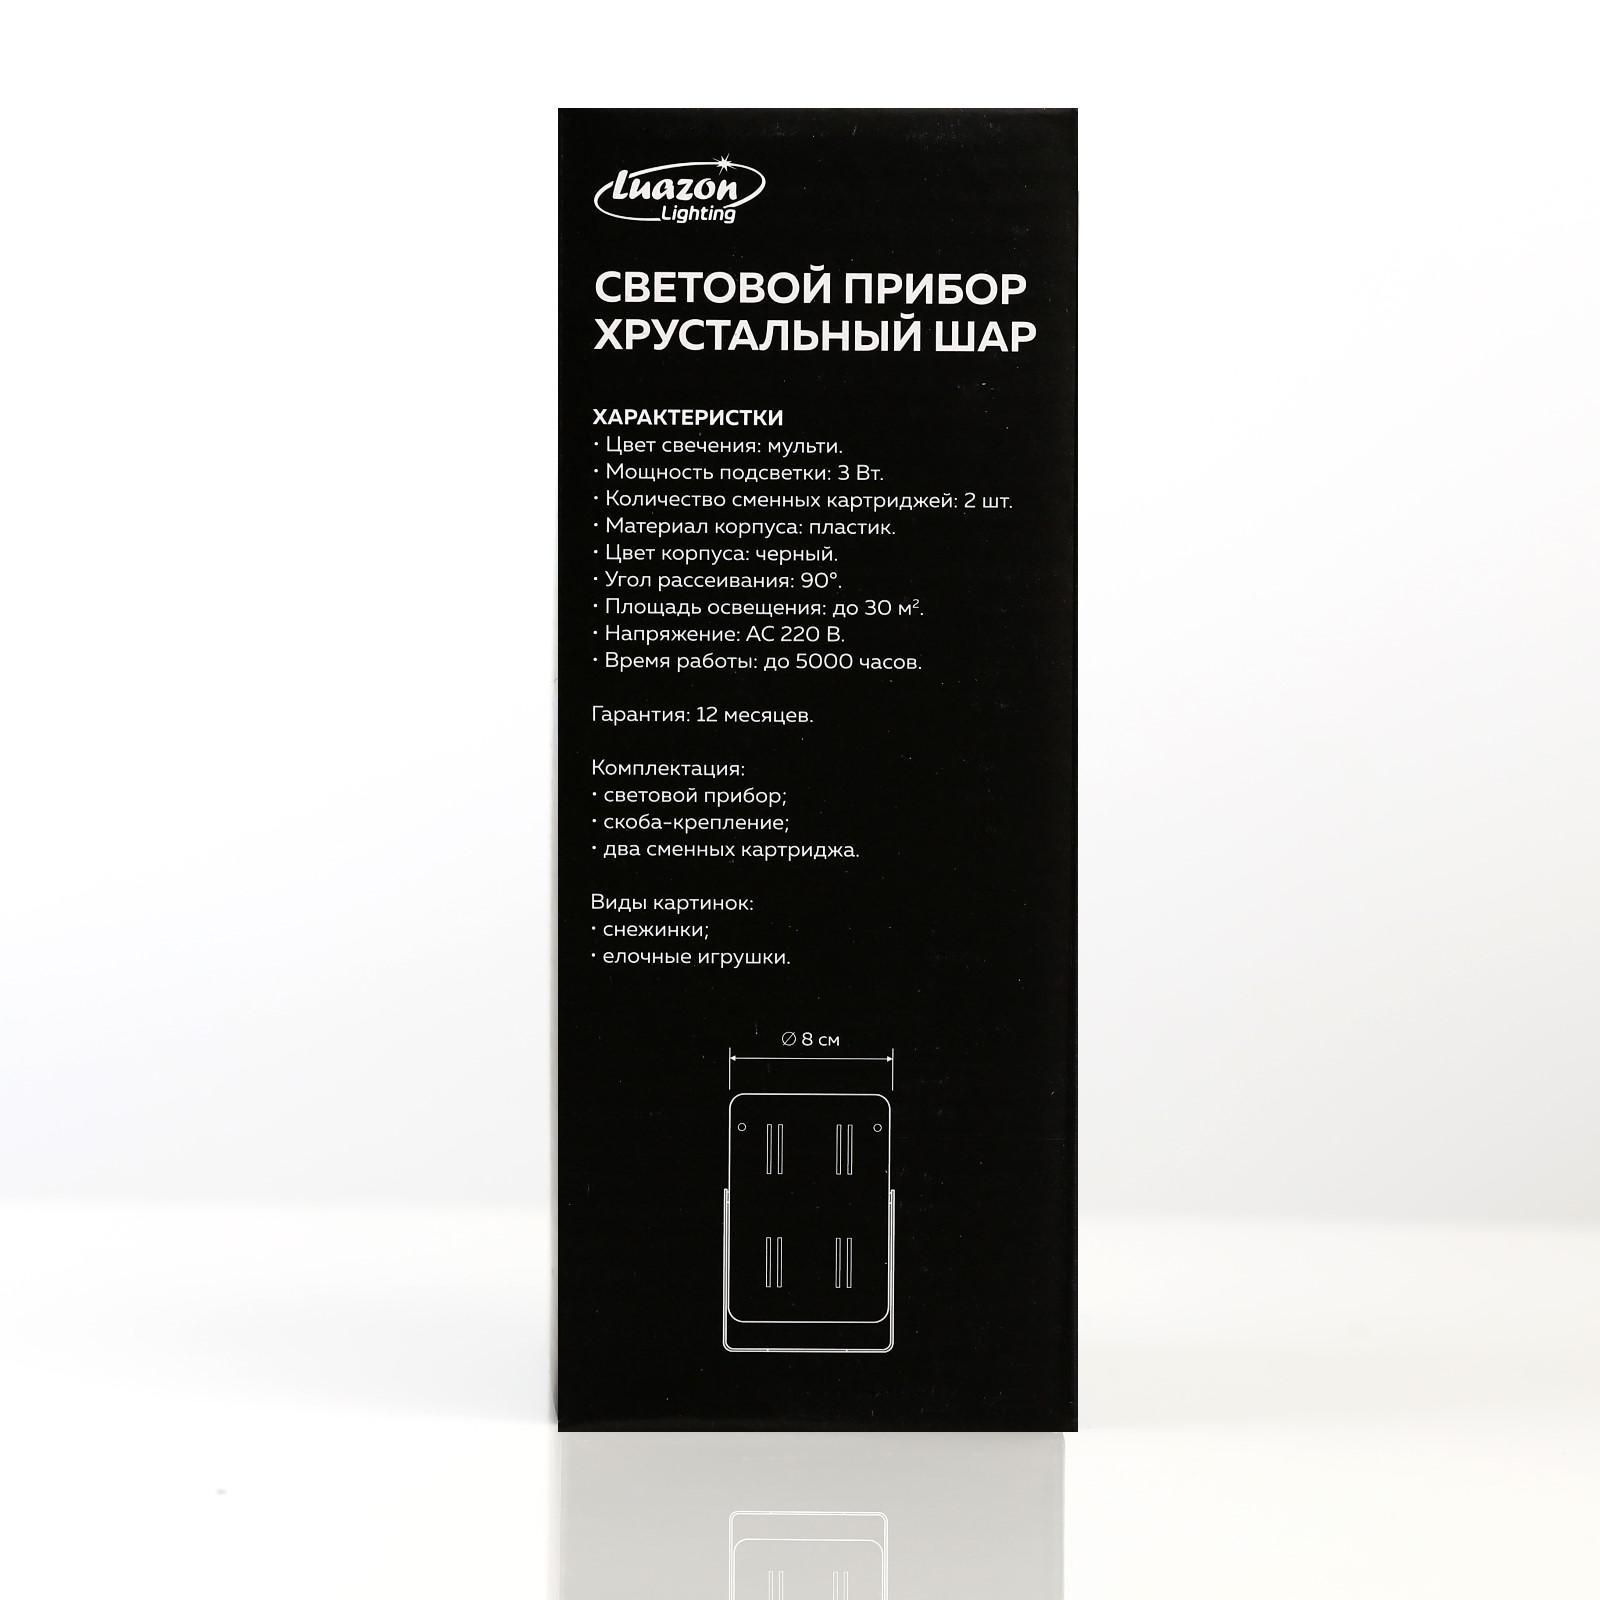 Luazon
Lighting
СВЕТОВОЙ ПРИБОР
ХРУСТАЛЬНЫЙ ШАР
ХАРАКТЕРИСТКИ
• Цвет свечения: мульти.
• Мощность подсветки: 3 Вт.
• Количество сменных картриджей: 2 шт.
• Материал корпуса: пластик.
• Цвет корпуса: черный.
• Угол рассеивания: 90°.
• Площадь освещения: до 30 м².
• Напряжение: AC 220 В.
• Время работы: до 5000 часов.
Гарантия: 12 месяцев.
Комплектация:
• световой прибор;
• скоба-крепление;
• два сменных картриджа.
Виды картинок:
• снежинки;
• елочные игрушки.
∅ 8 см